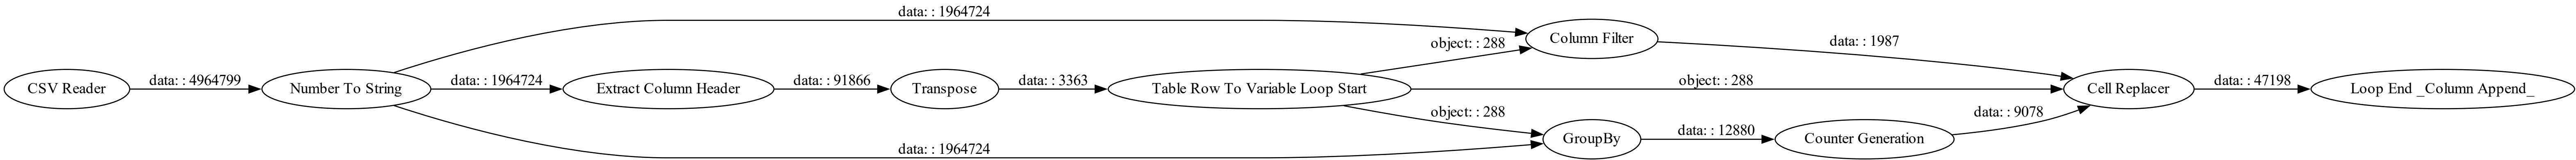 data: : 1964724
Column Filter
object: : 288
data: : 1987
CSV Reader
data: : 4964799
Number To String
data: : 1964724
Extract Column Header
data: : 91866
Transpose
data: : 3363
Table Row To Variable Loop Start
object: : 288
Cell Replacer
data: : 47198
Loop End _Column Append_
object: : 288
data: : 9078
GroupBy
data: : 12880
Counter Generation
data: : 1964724